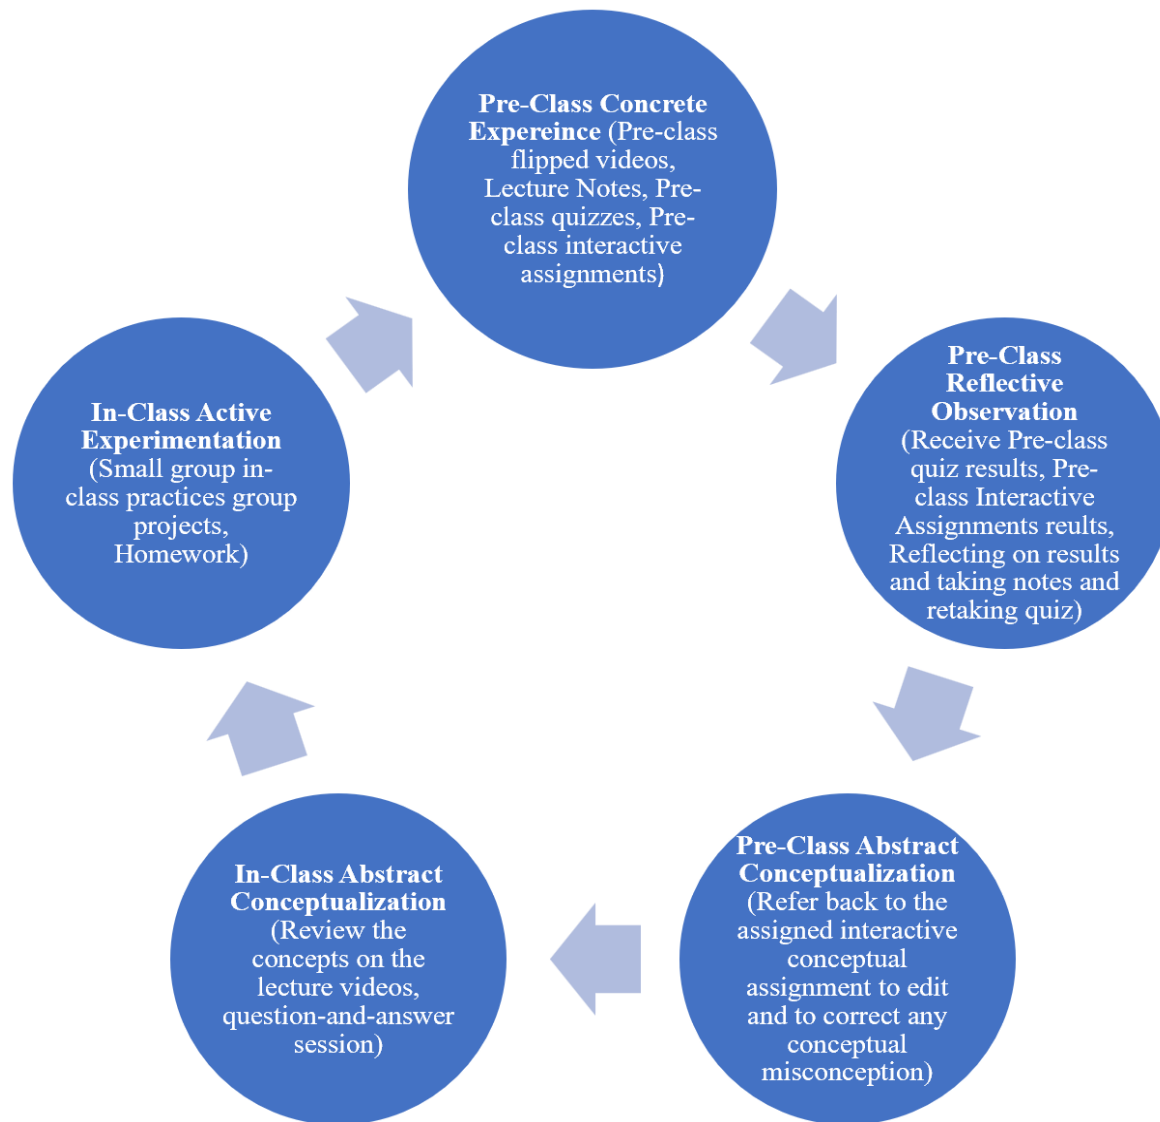 Pre-Class Concrete
Expereince (Pre-class
flipped videos,
Lecture Notes, Pre-
class quizzes, Pre-
class interactive
assignments)
Pre-Class
Reflective
Observation
(Receive Pre-class
quiz results, Pre-
class Interactive
Assignments reults,
Reflecting on results
and taking notes and
retaking quiz)
Pre-Class Abstract
Conceptualization
(Refer back to the
assigned interactive
conceptual
assignment to edit
and to correct any
conceptual
misconception)
In-Class Abstract
Conceptualization
(Review the
concepts on the
lecture videos,
question-and-answer
session)
In-Class Active
Experimentation
(Small group in-
class practices group
projects,
Homework)